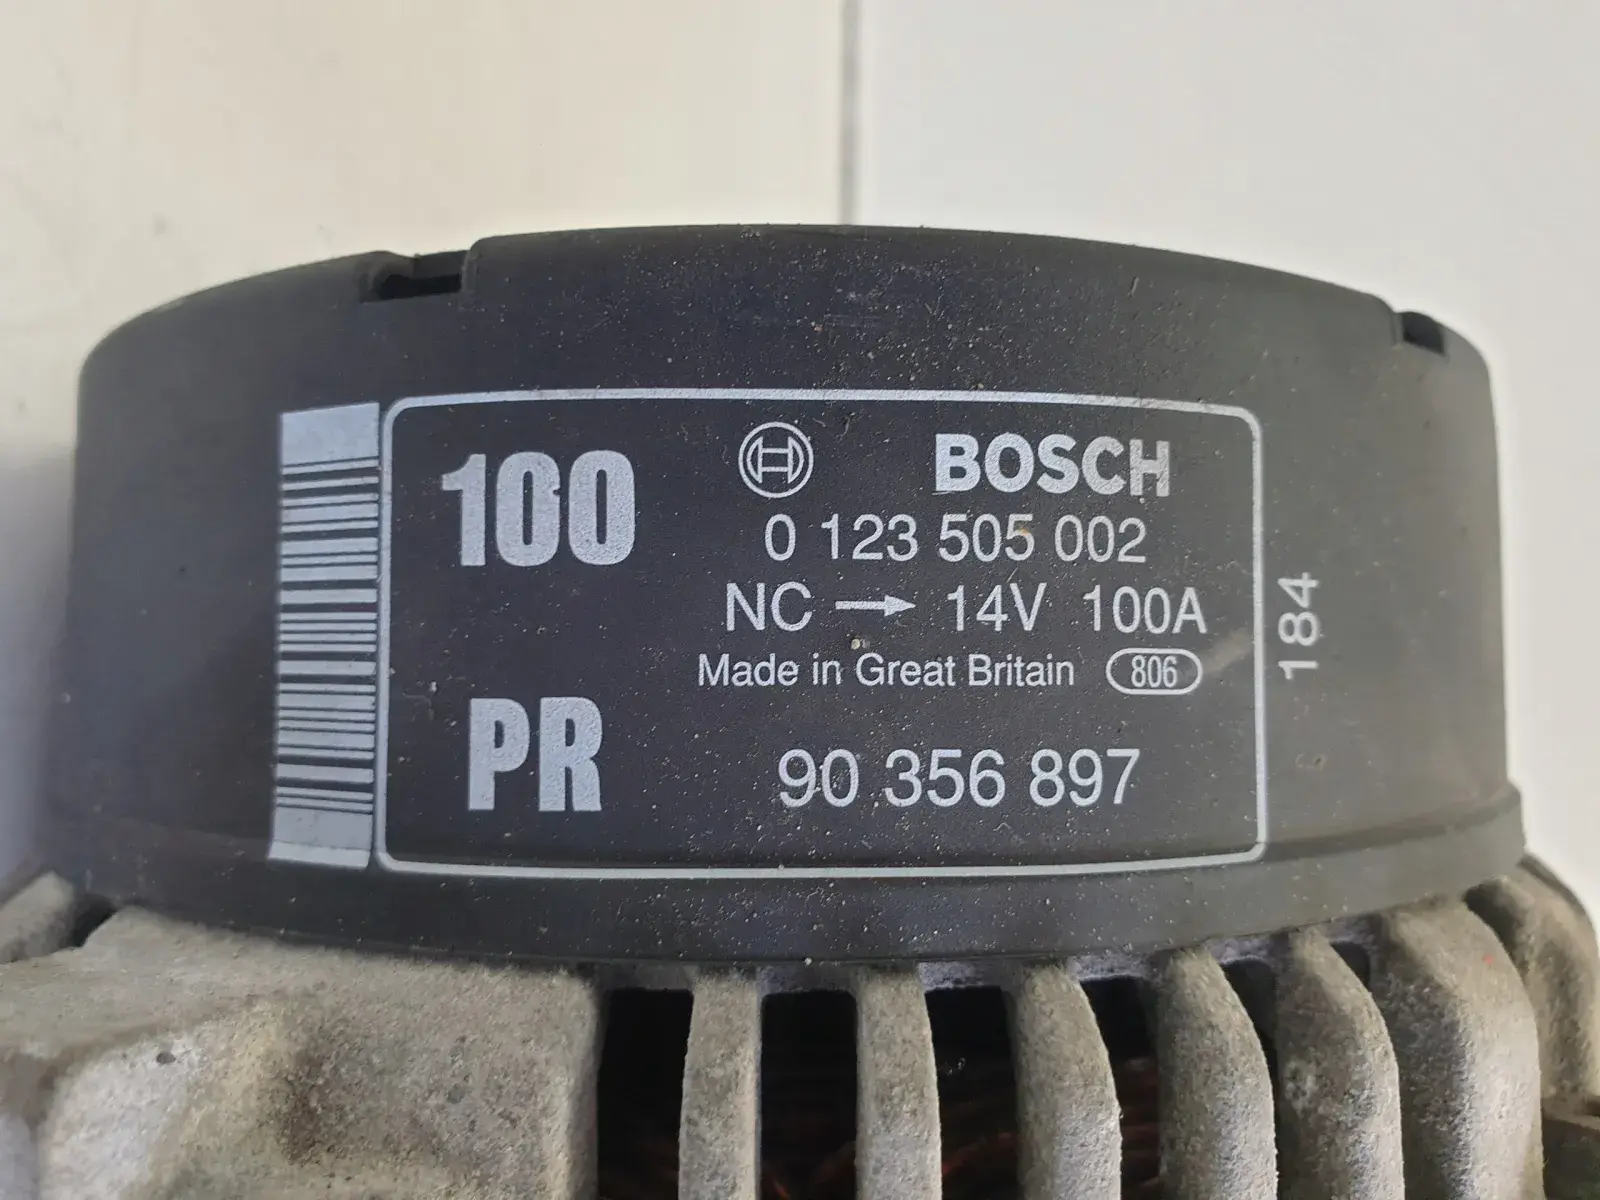 100
BOSCH
0 123 505 002
NC → 14V 100A
Made in Great Britain 806
PR
90 356 897
184